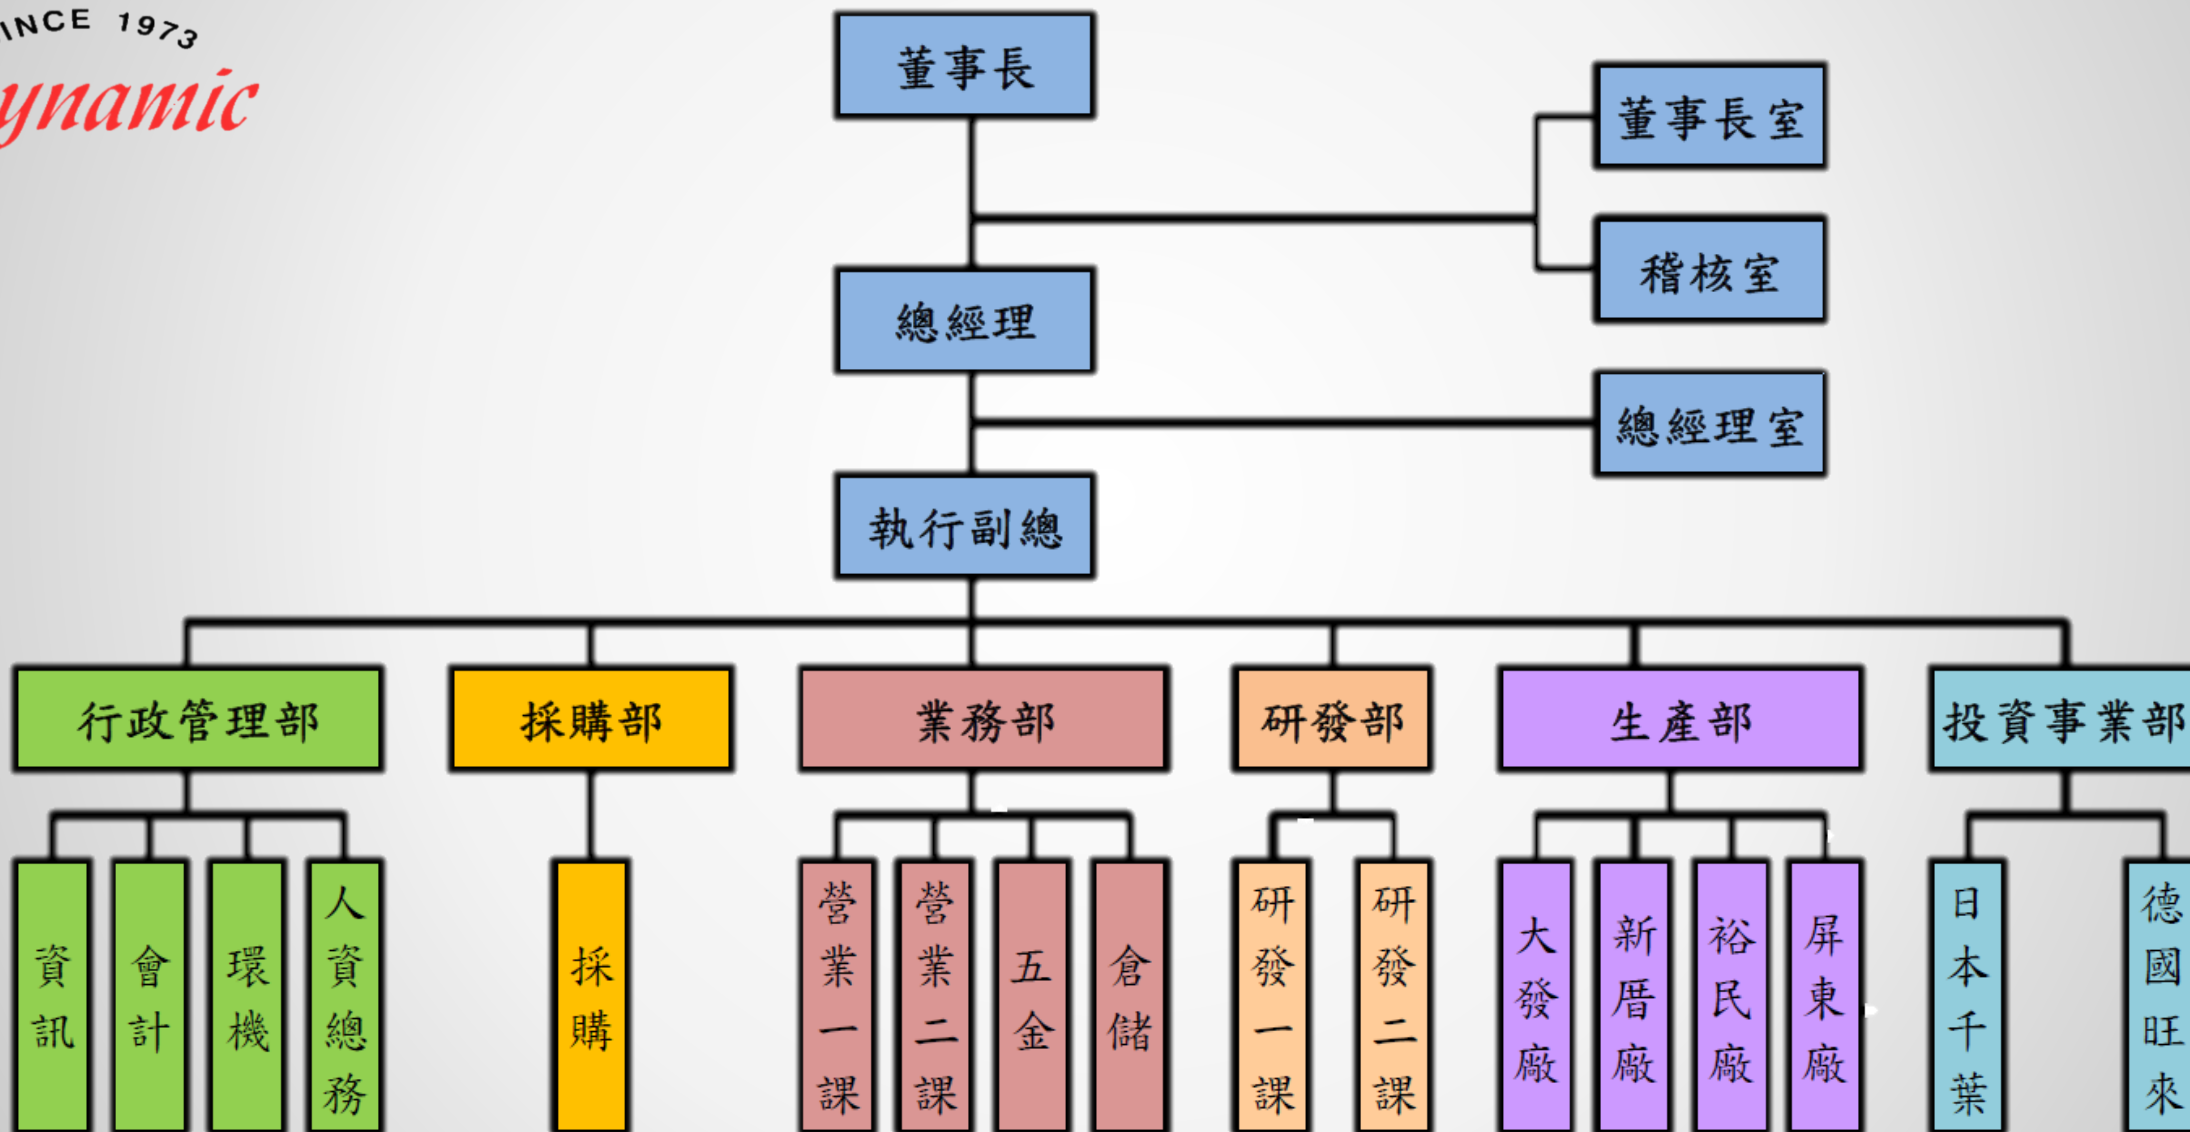 INCE 1973
ynamic
董事長
董事長室
稽核室
總經理
總經理室
執行副總
行政管理部
採購部
業務部
研發部
生產部
投資事業部
資訊
會計
環機
人資總務
採購
營業一課
營業二課
五金
倉儲
研發一課
研發二課
大發廠
新厝廠
裕民廠
屏東廠
日本千葉
德國旺來